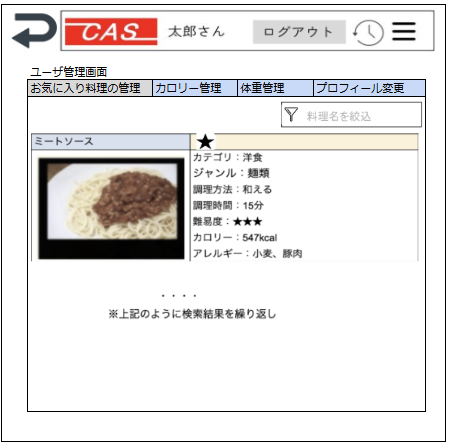 CAS 太郎さん ログアウト
ユーザ管理画面
お気に入り料理の管理 カロリー管理 体重管理 プロフィール変更
料理名を絞込
ミートソース ★
カテゴリ：洋食
ジャンル：麺類
調理方法：和える
調理時間：15分
難易度：★★★
カロリー：547kcal
アレルギー：小麦、豚肉
・・・・
※上記のように検索結果を繰り返し